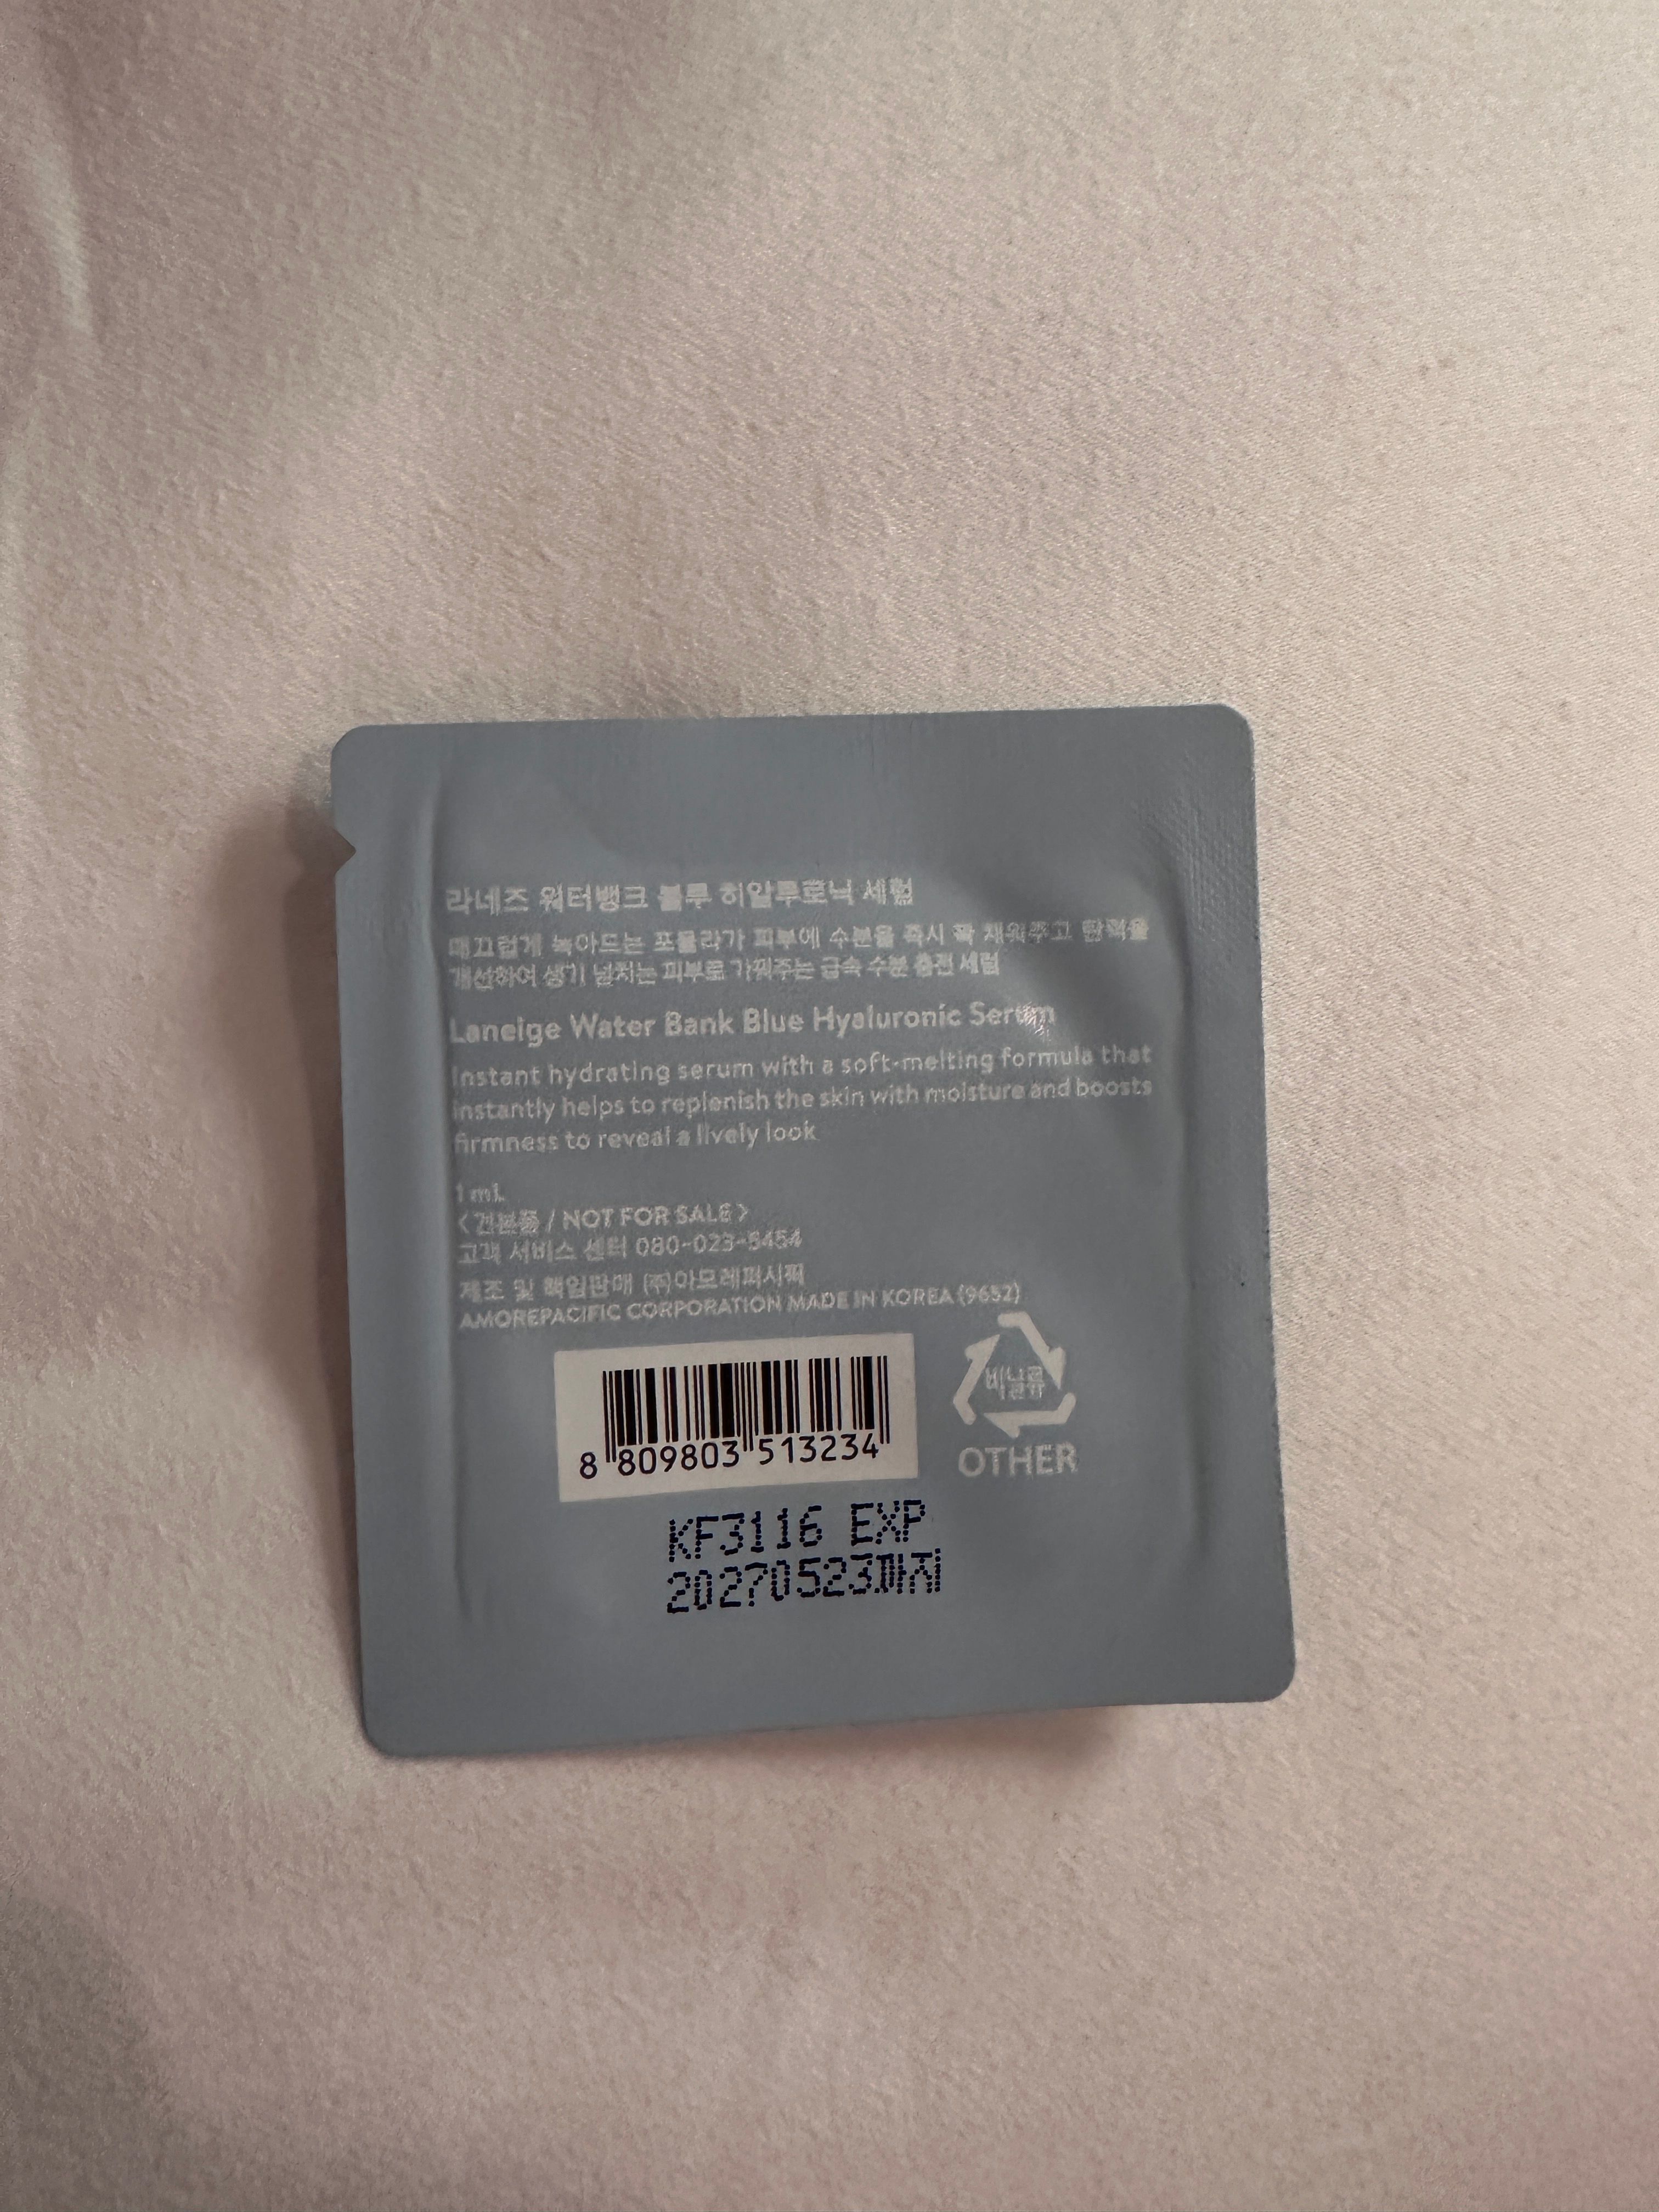 라네즈 워터뱅크 블루 히알루로닉 세럼
매끄럽게 녹아드는 포뮬라가 피부에 수분을 즉시 꽉 채워주고 탄력을
개선하여 생기 넘치는 피부로 가꿔주는 급속 수분 충전 세럼
Laneige Water Bank Blue Hyaluronic Serum
Instant hydrating serum with a soft-melting formula that
instantly helps to replenish the skin with moisture and boosts
firmness to reveal a lively look
1 mL
<견본품 / NOT FOR SALE>
고객 서비스 센터 080-023-5454
제조 및 책임판매 (주)아모레퍼시픽
AMOREPACIFIC CORPORATION MADE IN KOREA (9652)
비닐류
OTHER
8 809803 513234
KF3116 EXP
20270523까지